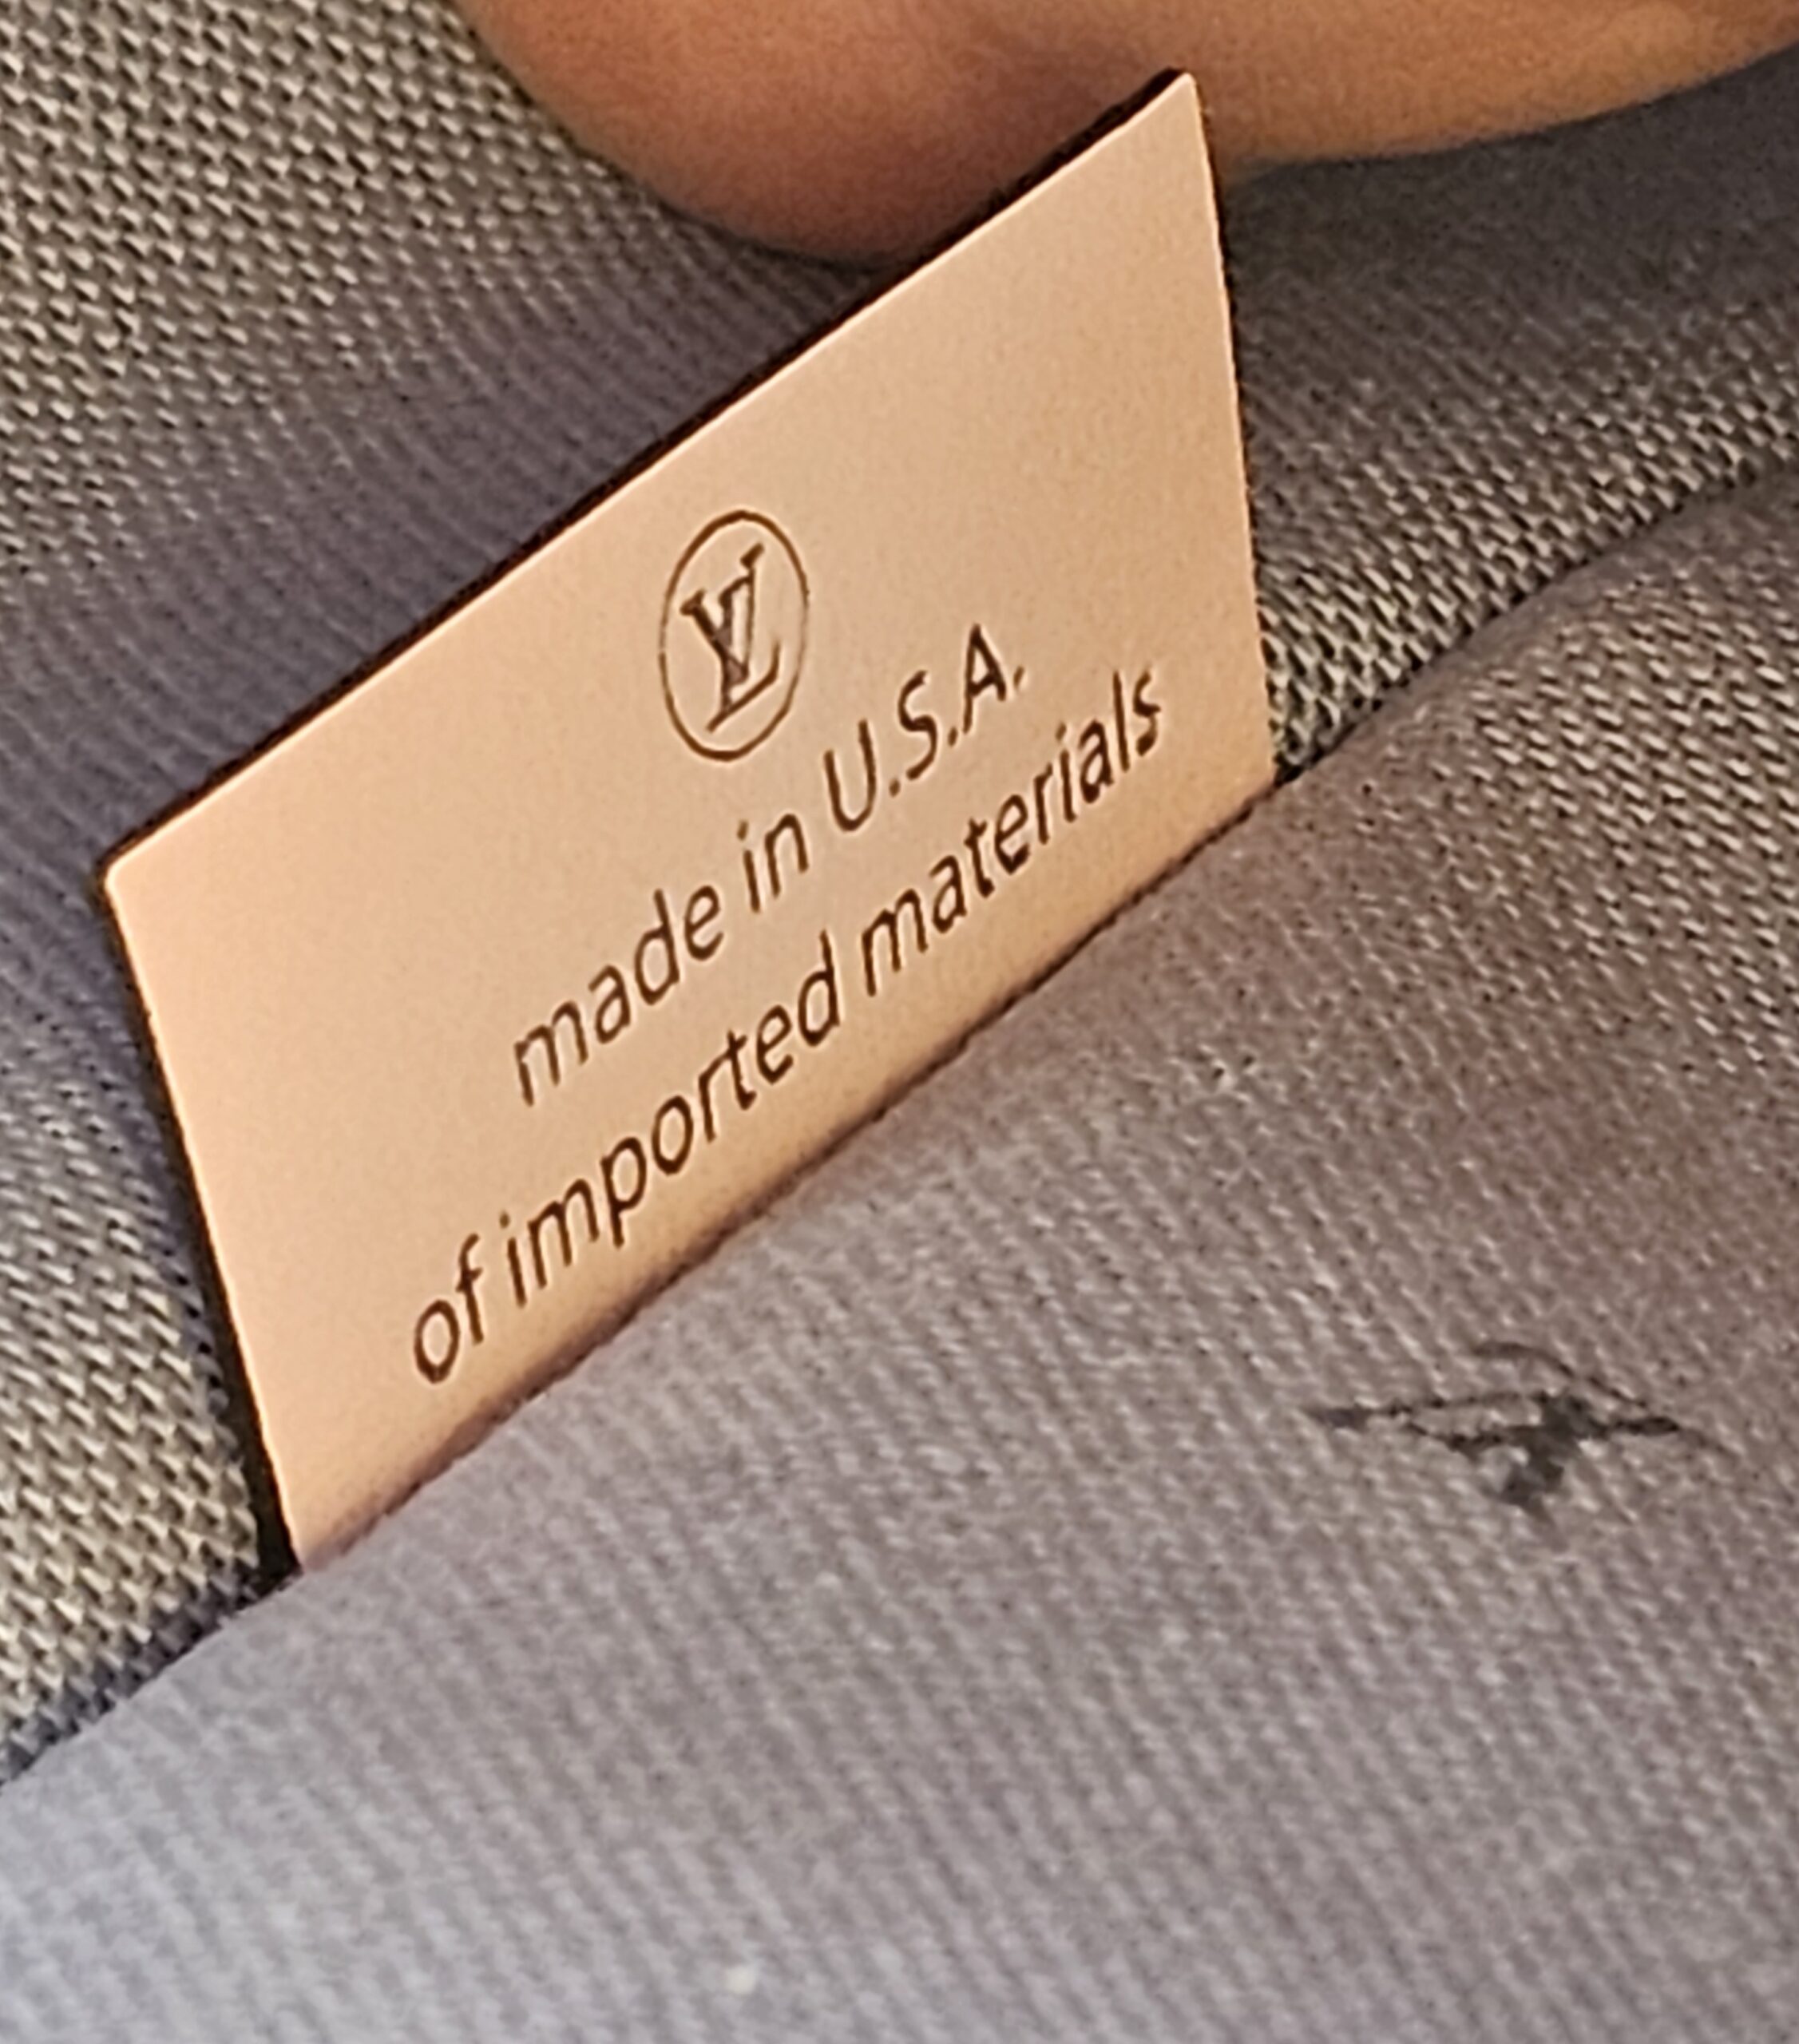 LV
made in U.S.A.
of imported materials